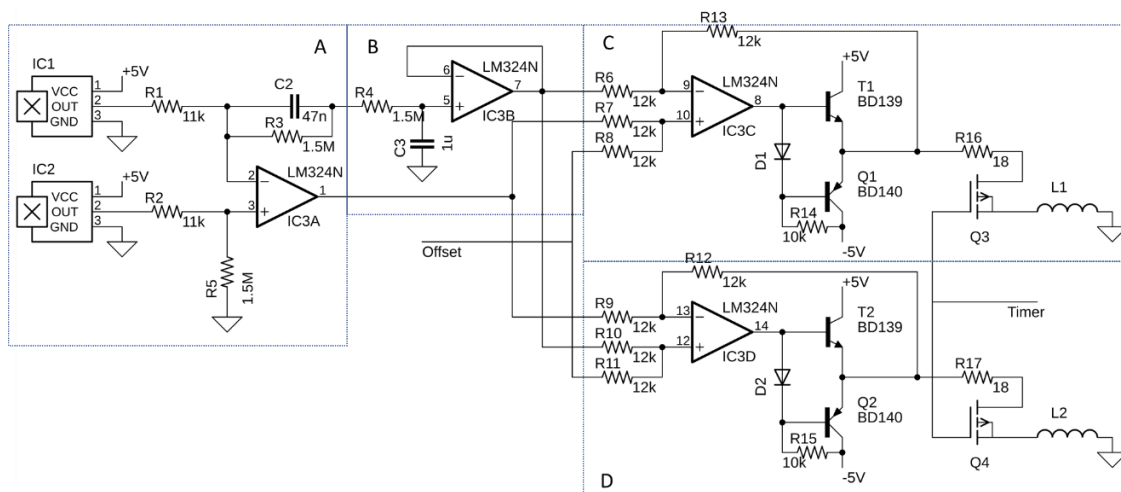 A
IC1
VCC
OUT
GND
1
2
3
+5V
R1
11k
C2
47n
R3
1.5M
IC2
VCC
OUT
GND
1
2
3
+5V
R2
11k
2
3
1
LM324N
IC3A
R5
1.5M
B
R4
1.5M
C3
1u
6
5
7
LM324N
IC3B
Offset
C
R13
12k
R6
12k
R7
12k
R8
12k
9
10
8
LM324N
IC3C
D1
+5V
T1
BD139
Q1
BD140
R14
10k
-5V
R16
18
Q3
L1
R12
12k
R9
12k
R10
12k
R11
12k
13
12
14
LM324N
IC3D
D2
+5V
T2
BD139
Q2
BD140
R15
10k
-5V
Timer
R17
18
Q4
L2
D